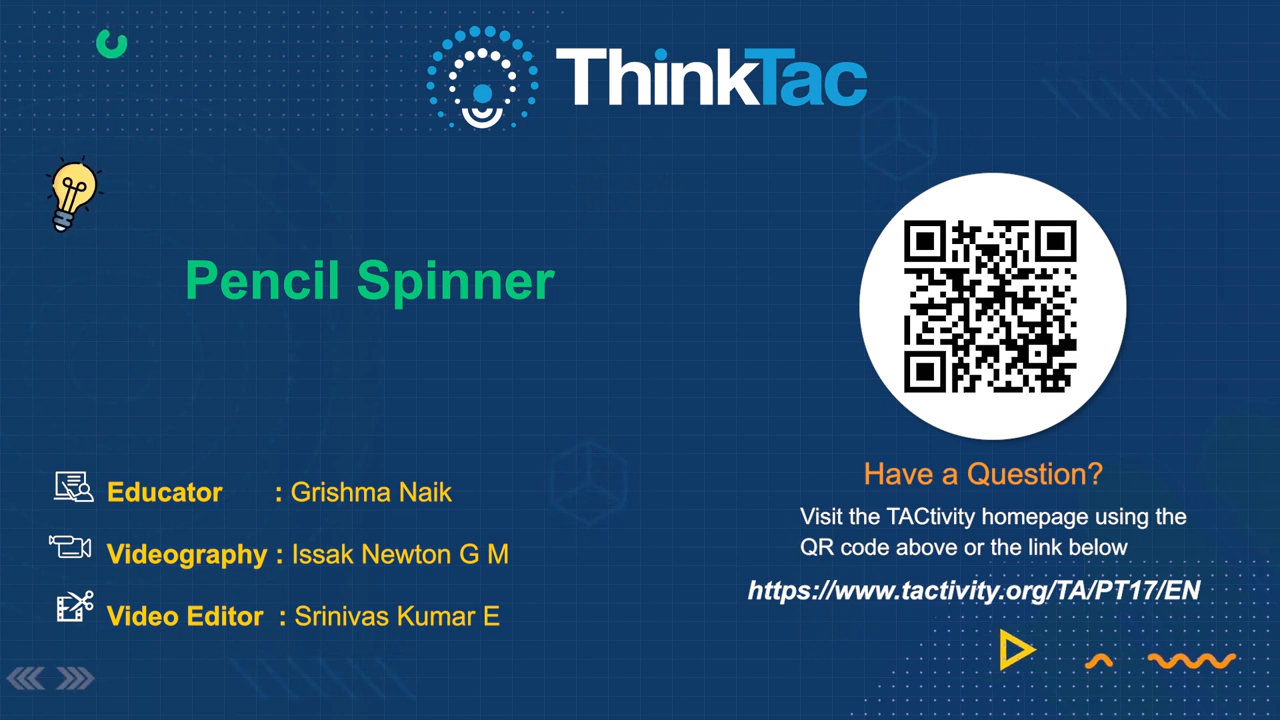 ThinkTac
Pencil Spinner
Educator : Grishma Naik
Videography : Issak Newton G M
Video Editor : Srinivas Kumar E
Have a Question?
Visit the TACtivity homepage using the
QR code above or the link below
https://www.tactivity.org/TA/PT17/EN